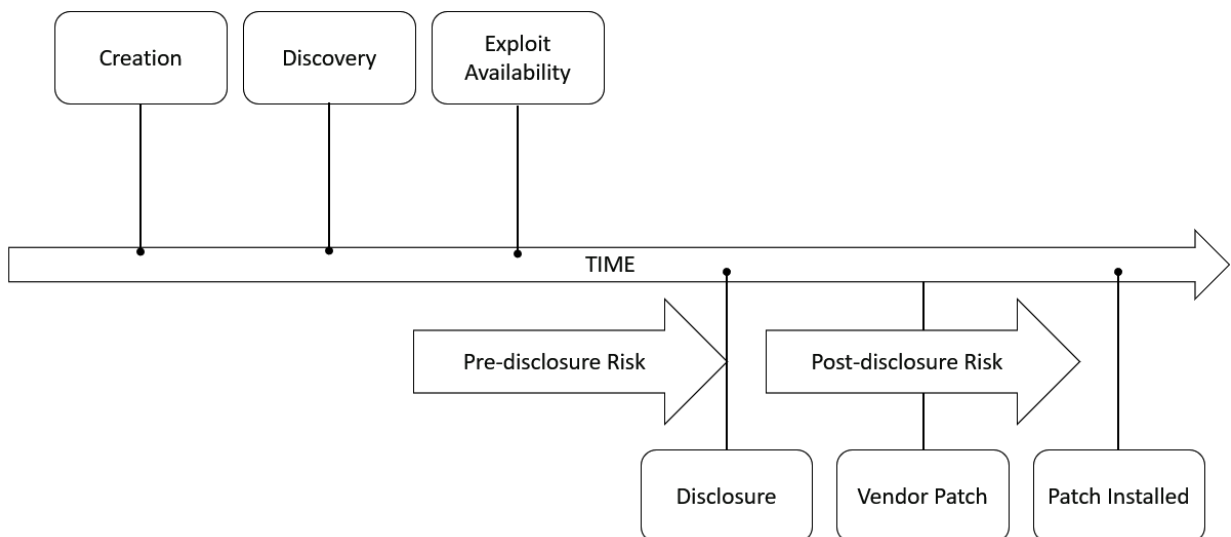 Creation
Discovery
Exploit
Availability
TIME
Pre-disclosure Risk
Post-disclosure Risk
Disclosure
Vendor Patch
Patch Installed